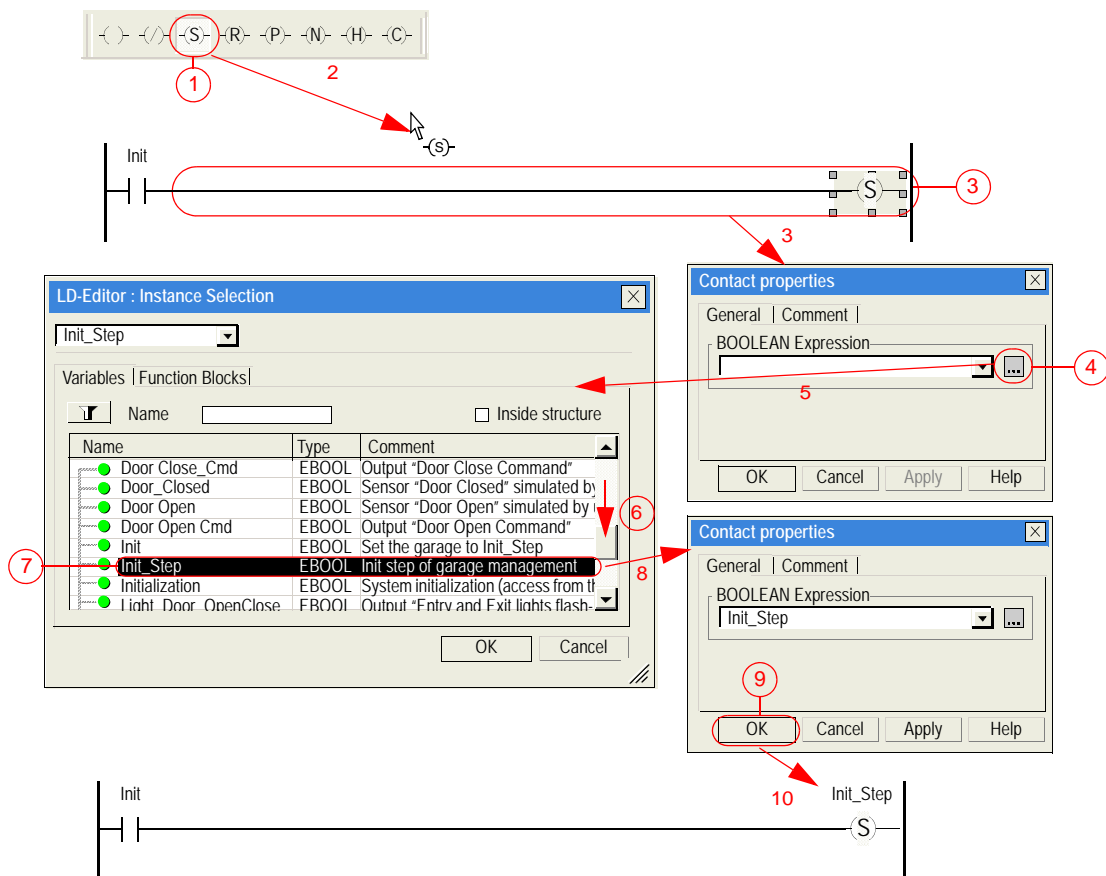 -( )- -(/)- -(S)- -(R)- -(P)- -(N)- -(H)- -(C)-
1
2
(S)
Init
S
3
3
LD-Editor : Instance Selection
Init_Step
Variables Function Blocks
Name
Inside structure
Name Type Comment
Door Close_Cmd EBOOL Output “Door Close Command”
Door_Closed EBOOL Sensor “Door Closed” simulated by
Door Open EBOOL Sensor “Door Open” simulated by
Door Open Cmd EBOOL Output “Door Open Command”
Init EBOOL Set the garage to Init_Step
Init_Step EBOOL Init step of garage management
Initialization EBOOL System initialization (access from th
Light_Door_OpenClose EBOOL Output “Entry and Exit lights flash-
OK Cancel
Contact properties
General Comment
BOOLEAN Expression
...
4
5
OK Cancel Apply Help
6
7
8
Contact properties
General Comment
BOOLEAN Expression
Init_Step
...
9
OK Cancel Apply Help
10
Init
Init_Step
S